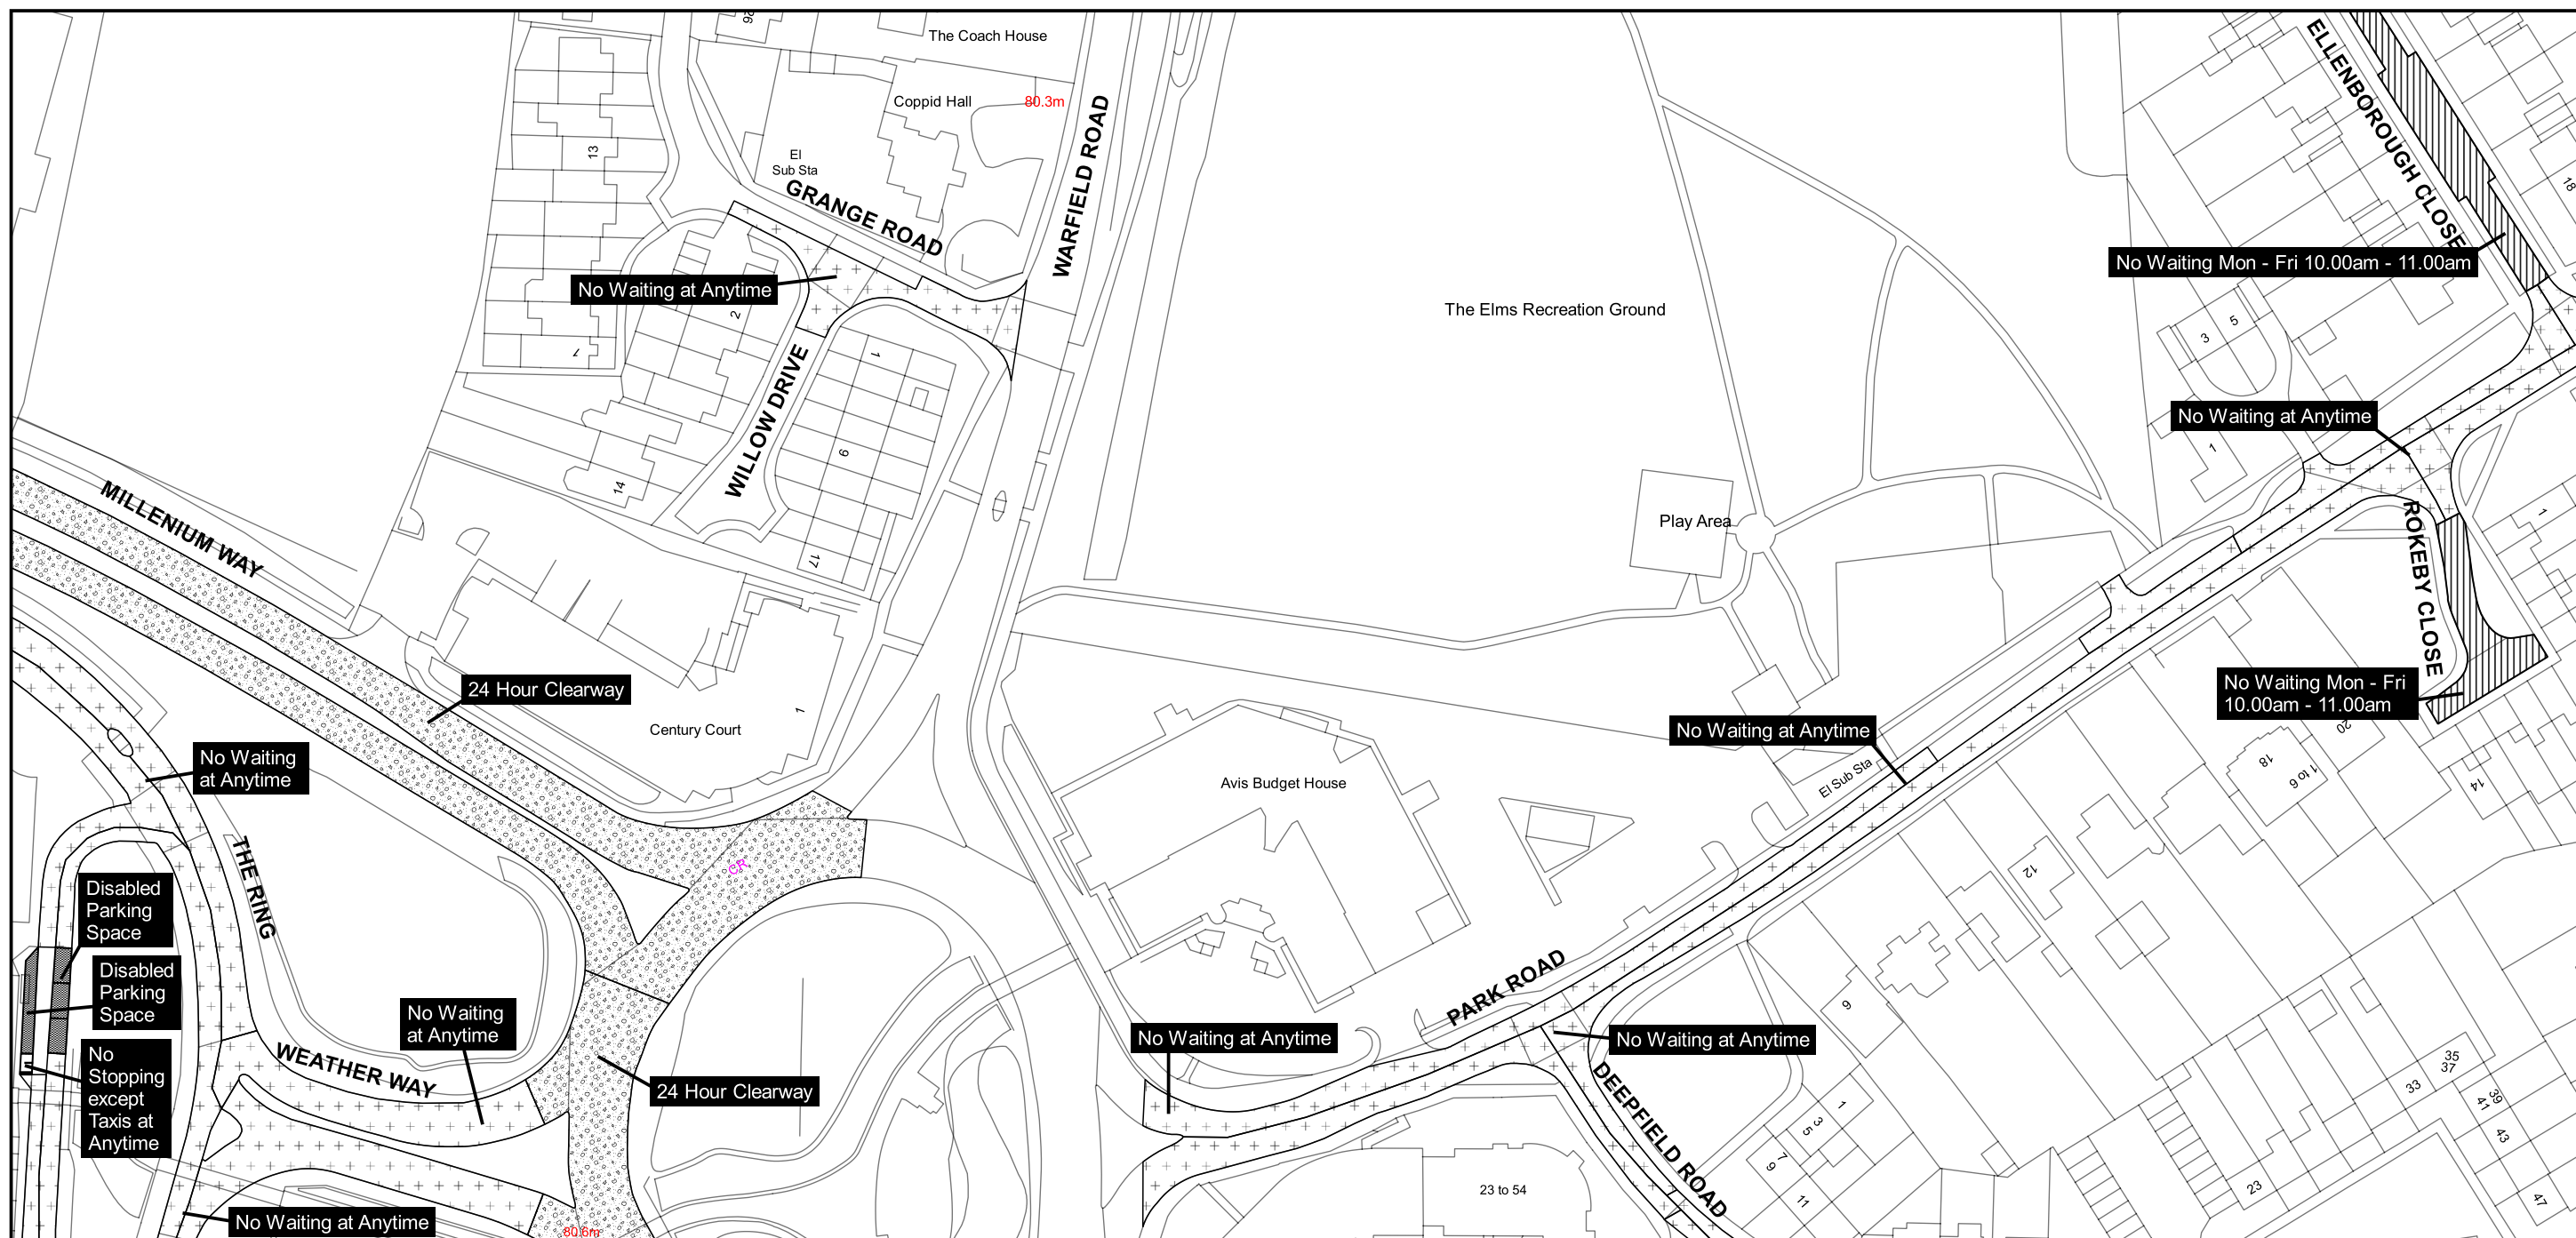 26
The Coach House
Coppid Hall
80.3m
13
El
Sub Sta
GRANGE ROAD
WARFIELD ROAD
ELLENBOROUGH CLOSE
18
No Waiting Mon - Fri 10.00am - 11.00am
No Waiting at Anytime
2
7
1
The Elms Recreation Ground
3
5
WILLOW DRIVE
9
14
17
No Waiting at Anytime
1
1
MILLENIUM WAY
Play Area
ROKEBY CLOSE
24 Hour Clearway
Century Court
1
No Waiting Mon - Fri
10.00am - 11.00am
20
18
1 to 6
14
No Waiting at Anytime
El Sub Sta
No Waiting
at Anytime
Avis Budget House
THE RING
CR
12
Disabled
Parking
Space
Disabled
Parking
Space
No
Stopping
except
Taxis at
Anytime
No Waiting
at Anytime
WEATHER WAY
24 Hour Clearway
PARK ROAD
No Waiting at Anytime
No Waiting at Anytime
9
DEEPFIELD ROAD
1
3
5
7
9
11
35
37
33
39
41
43
47
23
23 to 54
No Waiting at Anytime
80.6m